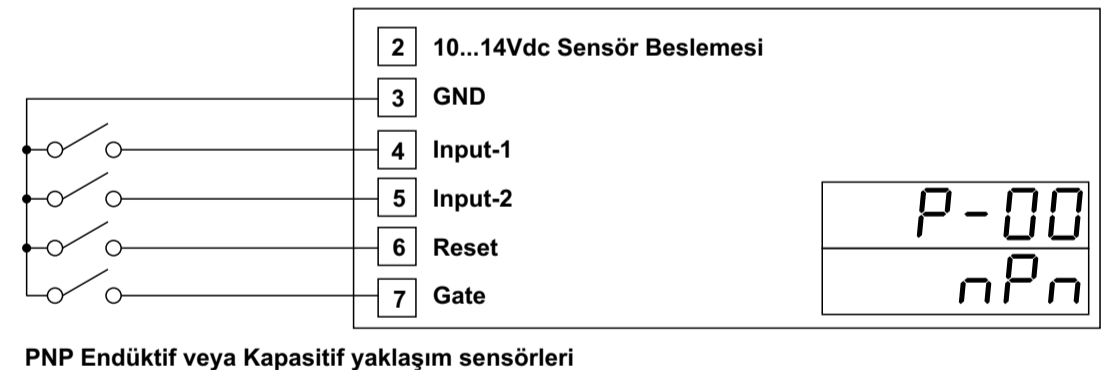 2 10...14Vdc Sensör Beslemesi
3 GND
4 Input-1
5 Input-2
6 Reset
7 Gate
P-00
nPn
PNP Endüktif veya Kapasitif yaklaşım sensörleri